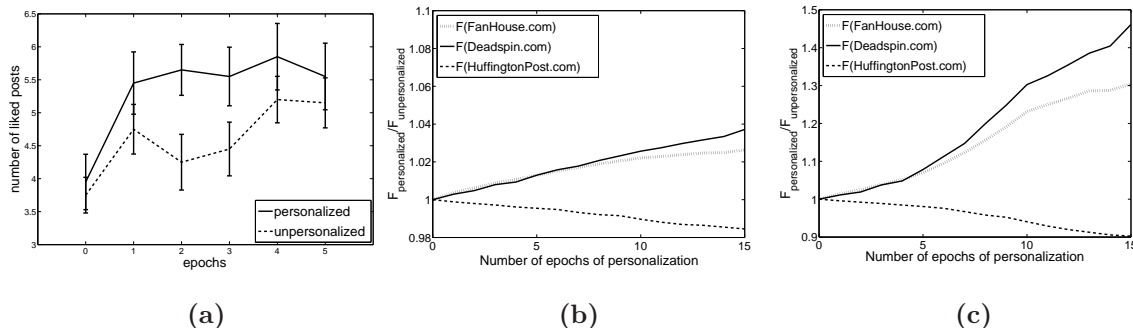 6.5
6
5.5
5
4.5
4
3.5
3
number of liked posts
0 1 2 3 4 5
epochs
personalized
unpersonalized
(a)
1.1
1.08
1.06
1.04
1.02
1
0.98
F_personalized/F_unpersonalized
0 5 10 15
Number of epochs of personalization
F(FanHouse.com)
F(Deadspin.com)
F(HuffingtonPost.com)
(b)
1.5
1.4
1.3
1.2
1.1
1
0.9
F_personalized/F_unpersonalized
0 5 10 15
Number of epochs of personalization
F(FanHouse.com)
F(Deadspin.com)
F(HuffingtonPost.com)
(c)